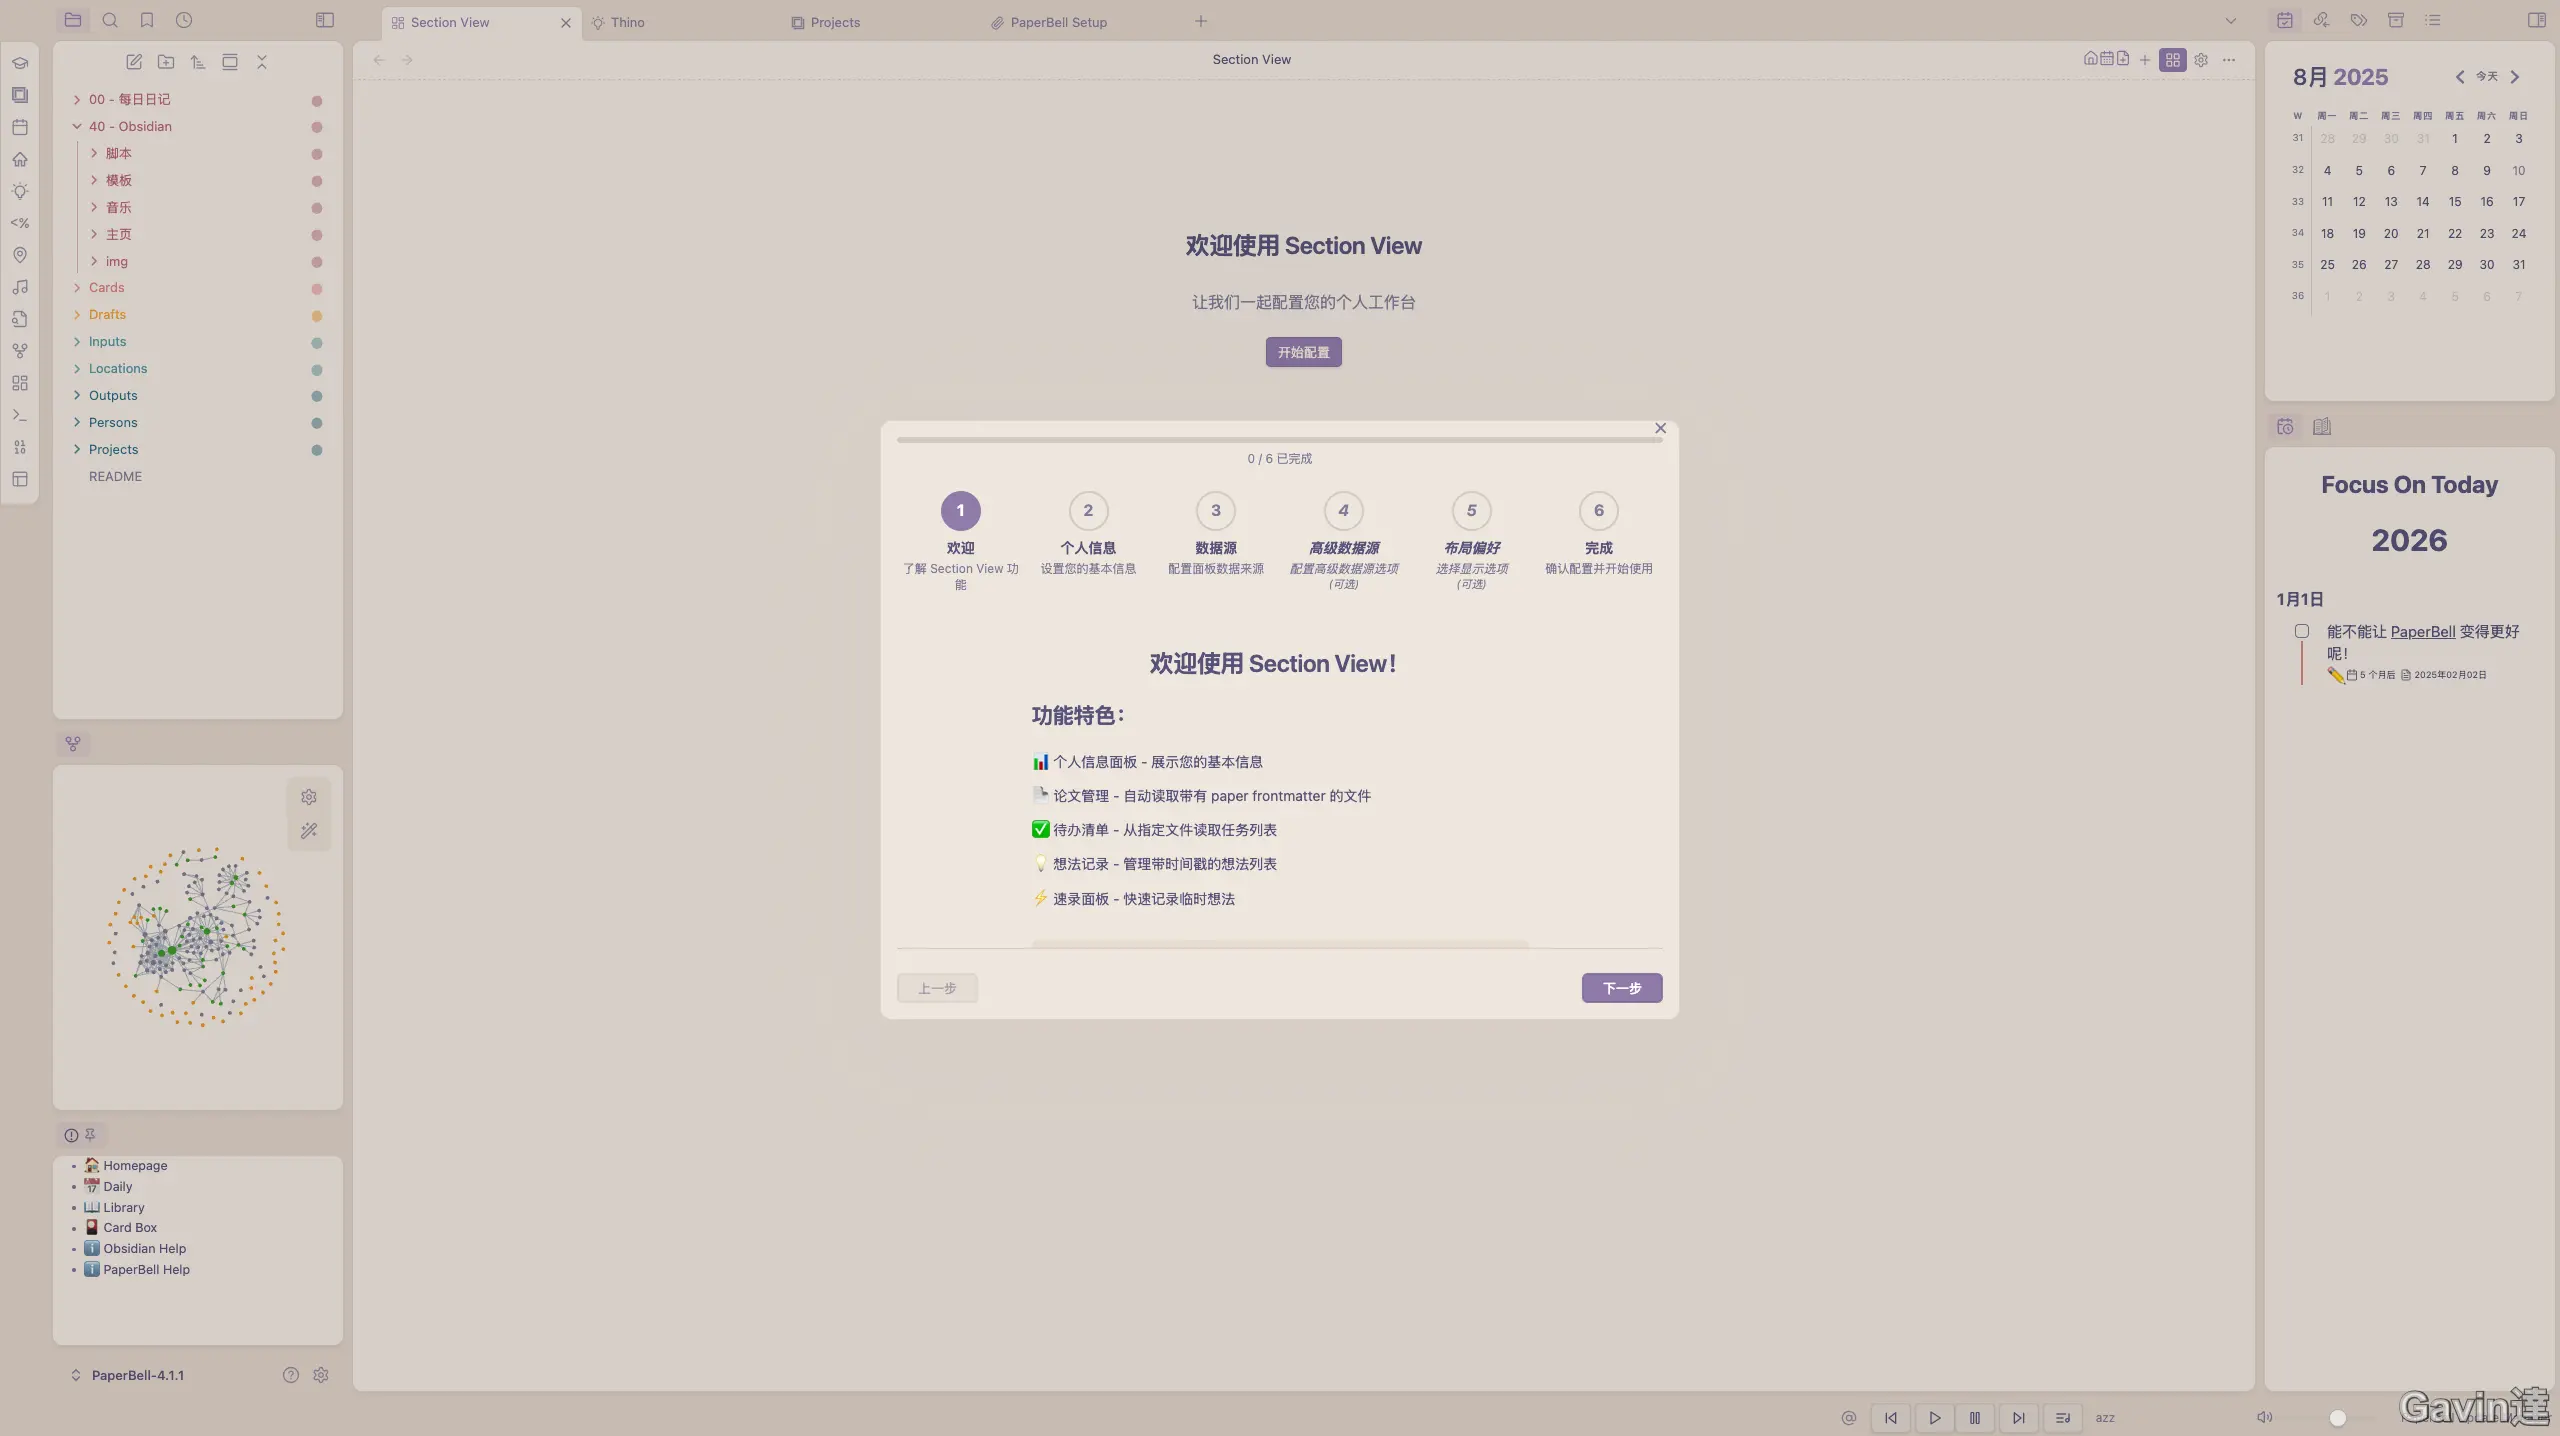 Section View
Thino
Projects
PaperBell Setup
Section View
00 - 每日日记
40 - Obsidian
脚本
模板
音乐
主页
img
Cards
Drafts
Inputs
Locations
Outputs
Persons
Projects
README
Homepage
Daily
Library
Card Box
Obsidian Help
PaperBell Help
PaperBell-4.1.1
欢迎使用 Section View
让我们一起配置您的个人工作台
开始配置
0 / 6 已完成
1 2 3 4 5 6
欢迎 个人信息 数据源 高级数据源 布局偏好 完成
了解 Section View 功能 设置您的基本信息 配置面板数据来源 配置高级数据源选项 (可选) 选择显示选项 (可选) 确认配置并开始使用
欢迎使用 Section View！
功能特色：
个人信息面板 - 展示您的基本信息
论文管理 - 自动读取带有 paper frontmatter 的文件
待办清单 - 从指定文件读取任务列表
想法记录 - 管理带时间戳的想法列表
速录面板 - 快速记录临时想法
上一步
下一步
8月 2025
今天
W 周一 周二 周三 周四 周五 周六 周日
31 28 29 30 31 1 2 3
32 4 5 6 7 8 9 10
33 11 12 13 14 15 16 17
34 18 19 20 21 22 23 24
35 25 26 27 28 29 30 31
36 1 2 3 4 5 6 7
Focus On Today
2026
1月1日
能不能让 PaperBell 变得更好
呢！
5 个月后 2025年02月02日
azz
Gavin達